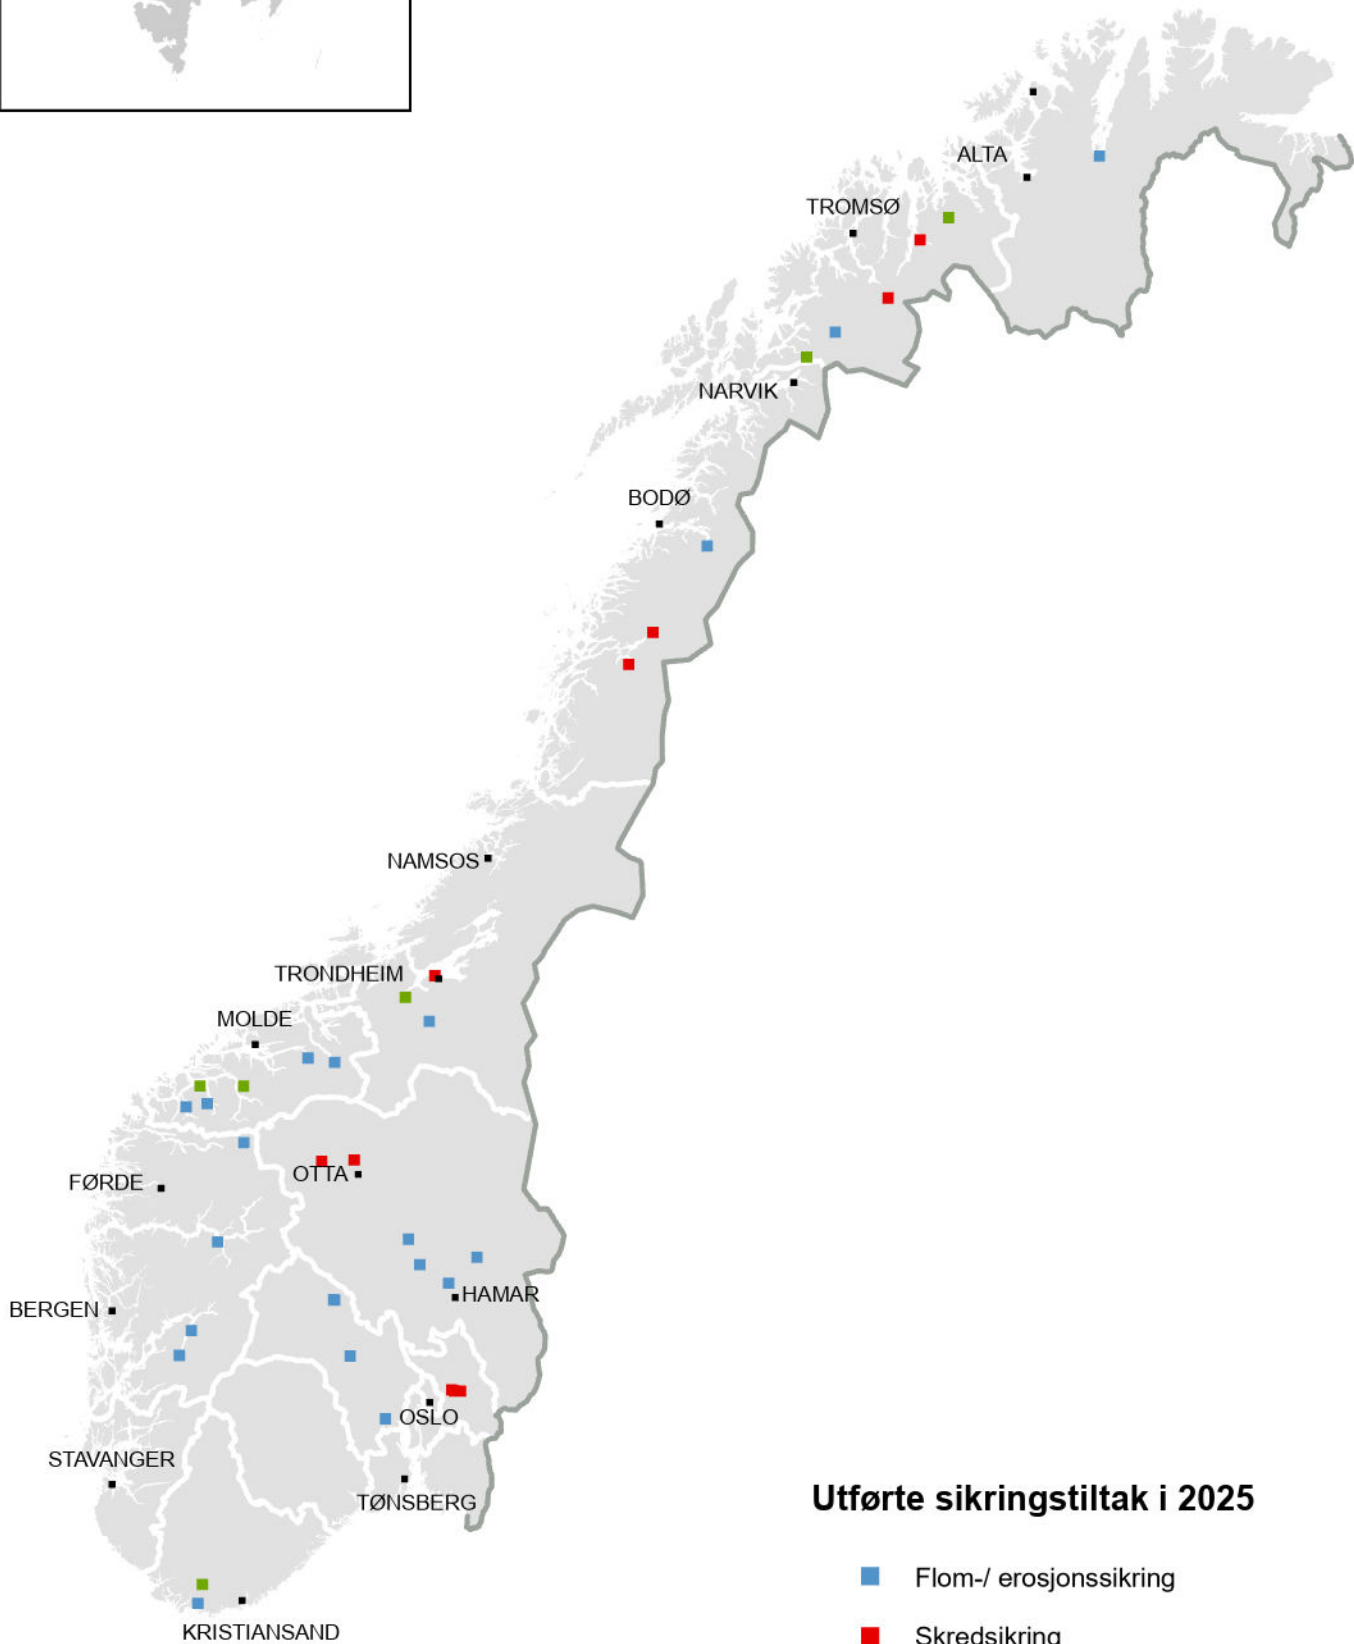 ALTA
TROMSØ
NARVIK
BODØ
NAMSOS
TRONDHEIM
MOLDE
FØRDE
OTTA
HAMAR
BERGEN
OSLO
STAVANGER
TØNSBERG
Utførte sikringstiltak i 2025
Flom-/ erosjonssikring
KRISTIANSAND
Skredsikring